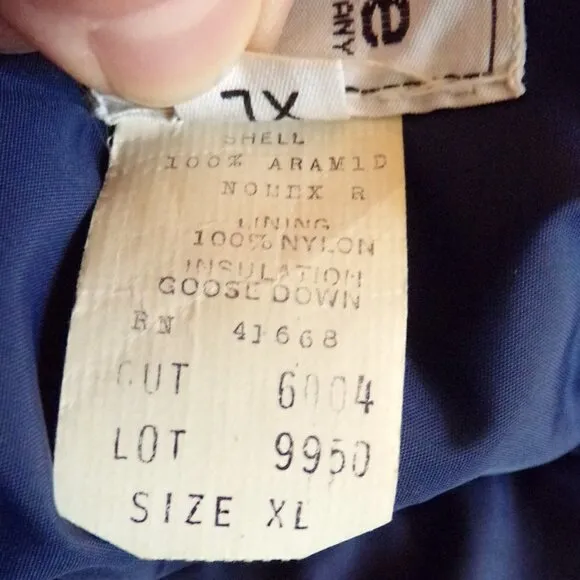 e
ANY
XL
SHELL
100% ARAMID
NOMEX R
LINING
100% NYLON
INSULATION
GOOSE DOWN
RN 41668
CUT 6004
LOT 9950
SIZE XL